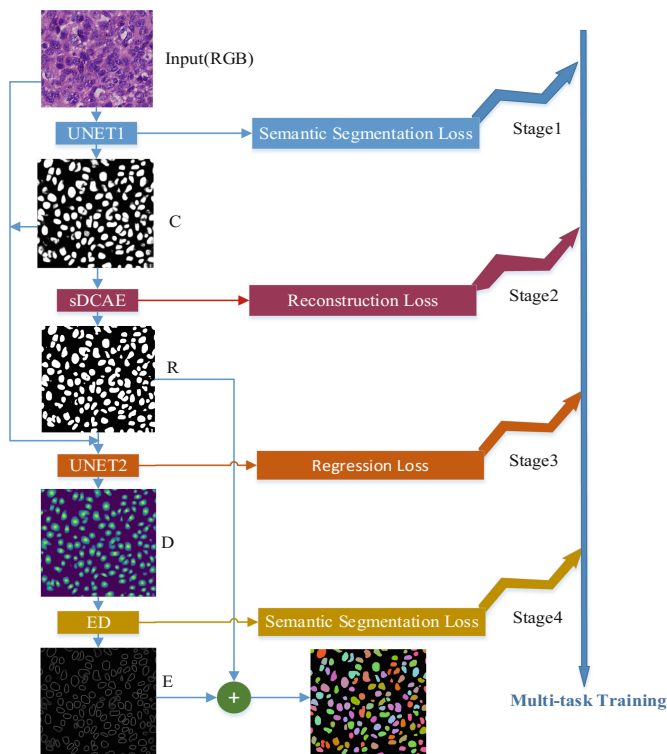 Input(RGB)
UNET1
Semantic Segmentation Loss
Stage1
C
sDCAE
Reconstruction Loss
Stage2
R
UNET2
Regression Loss
Stage3
D
ED
Semantic Segmentation Loss
Stage4
E
+
Multi-task Training